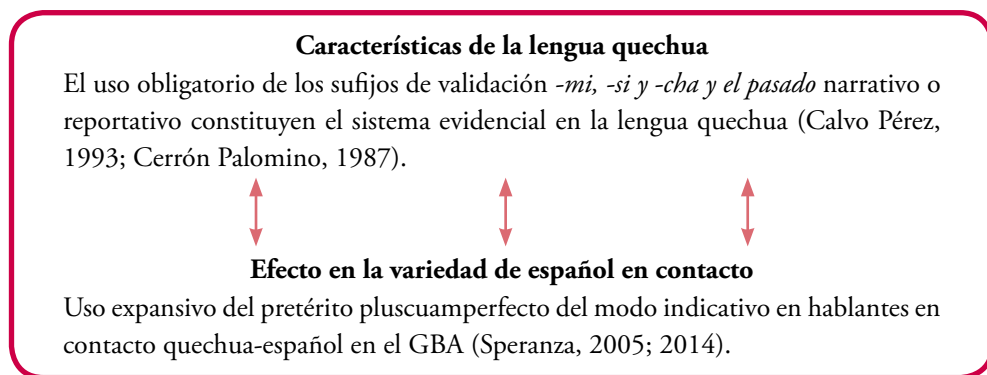 Características de la lengua quechua
El uso obligatorio de los sufijos de validación -mi, -si y -cha y el pasado narrativo o
reportativo constituyen el sistema evidencial en la lengua quechua (Calvo Pérez,
1993; Cerrón Palomino, 1987).
Efecto en la variedad de español en contacto
Uso expansivo del pretérito pluscuamperfecto del modo indicativo en hablantes en
contacto quechua-español en el GBA (Speranza, 2005; 2014).